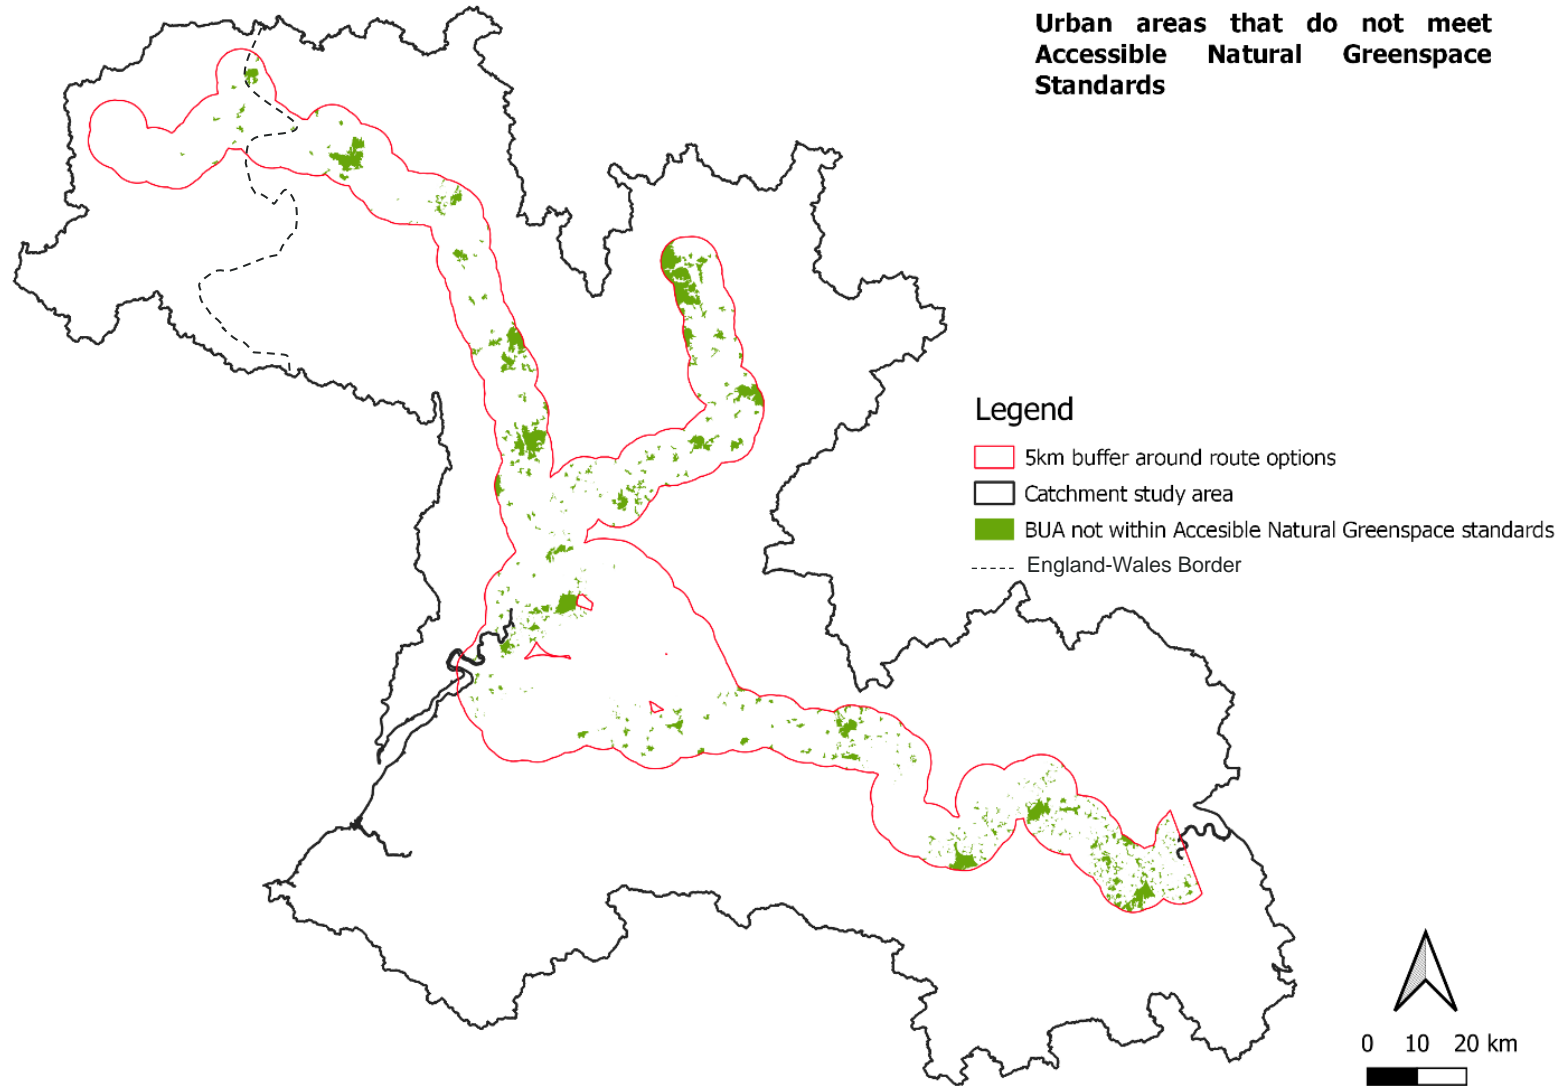 Urban areas that do not meet
Accessible Natural Greenspace
Standards
Legend
5km buffer around route options
Catchment study area
BUA not within Accesible Natural Greenspace standards
England-Wales Border
0 10 20 km